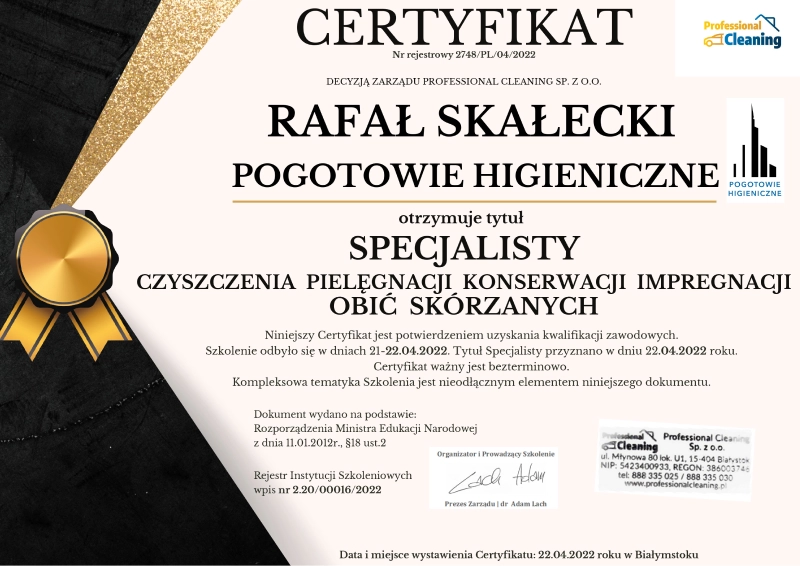 CERTYFIKAT
Nr rejestrowy 2748/PL/04/2022
Professional
Cleaning
DECYZJĄ ZARZĄDU PROFESSIONAL CLEANING SP. Z O.O.
RAFAŁ SKAŁECKI
POGOTOWIE HIGIENICZNE
POGOTOWIE
HIGIENICZNE
otrzymuje tytuł
SPECJALISTY
CZYSZCZENIA PIELĘGNACJI KONSERWACJI IMPREGNACJI
OBIĆ SKÓRZANYCH
Niniejszy Certyfikat jest potwierdzeniem uzyskania kwalifikacji zawodowych.
Szkolenie odbyło się w dniach 21-22.04.2022. Tytuł Specjalisty przyznano w dniu 22.04.2022 roku.
Certyfikat ważny jest bezterminowo.
Kompleksowa tematyka Szkolenia jest nieodłącznym elementem niniejszego dokumentu.
Dokument wydano na podstawie:
Rozporządzenia Ministra Edukacji Narodowej
z dnia 11.01.2012r., §18 ust.2
Rejestr Instytucji Szkoleniowych
wpis nr 2.20/00016/2022
Organizator i Prowadzący Szkolenie
Lach Adam
Prezes Zarządu | dr Adam Lach
Professional
Cleaning
Professional Cleaning
Sp. z o.o.
ul. Młynowa 80 lok. U1, 15-404 Białystok
NIP: 5423400933, REGON:
tel: 888 335 025 / 888 335 030
www.professionalcleaning.pl
Data i miejsce wystawienia Certyfikatu: 22.04.2022 roku w Białymstoku